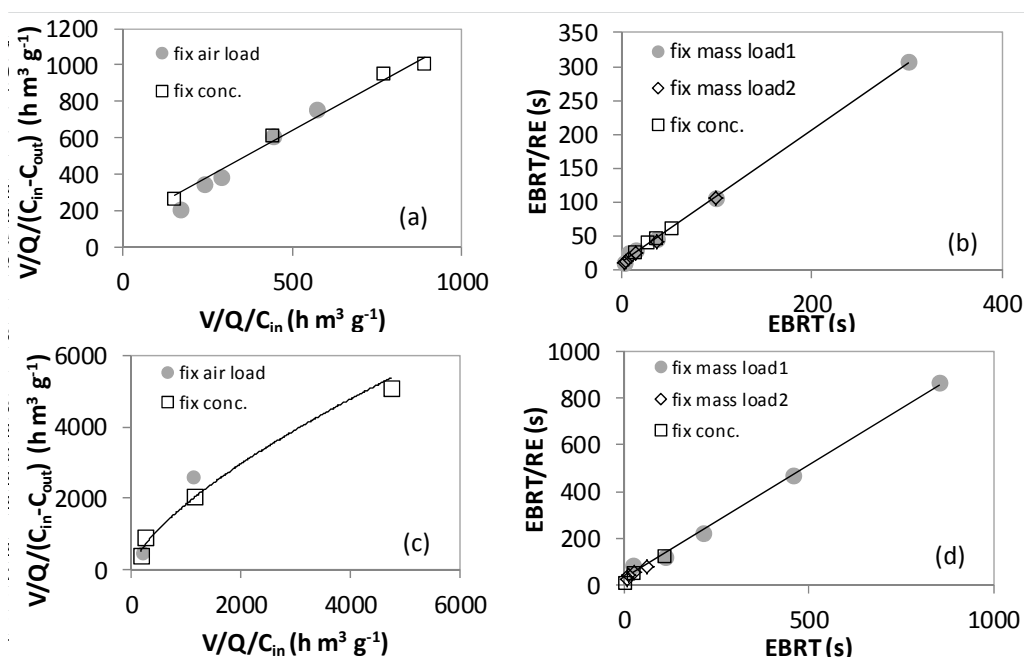 V/Q/(Cin-Cout) (h m³ g⁻¹)
1200
1000
800
600
400
200
0
fix air load
fix conc.
(a)
0 500 1000
V/Q/Cin (h m³ g⁻¹)
EBRT/RE (s)
350
300
250
200
150
100
50
0
fix mass load1
fix mass load2
fix conc.
(b)
0 200 400
EBRT (s)
V/Q/(Cin-Cout) (h m³ g⁻¹)
6000
4000
2000
0
fix air load
fix conc.
(c)
0 2000 4000 6000
V/Q/Cin (h m³ g⁻¹)
EBRT/RE (s)
1000
800
600
400
200
0
fix mass load1
fix mass load2
fix conc.
(d)
0 500 1000
EBRT (s)